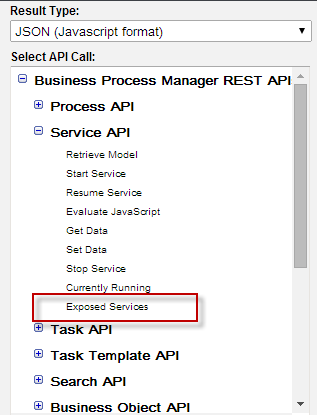 Result Type:
JSON (Javascript format)
Select API Call:
Business Process Manager REST API
Process API
Service API
Retrieve Model
Start Service
Resume Service
Evaluate JavaScript
Get Data
Set Data
Stop Service
Currently Running
Exposed Services
Task API
Task Template API
Search API
Business Object API